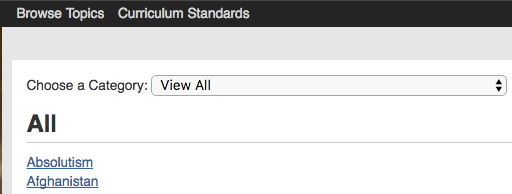 Browse Topics Curriculum Standards
Choose a Category: View All
All
Absolutism
Afghanistan